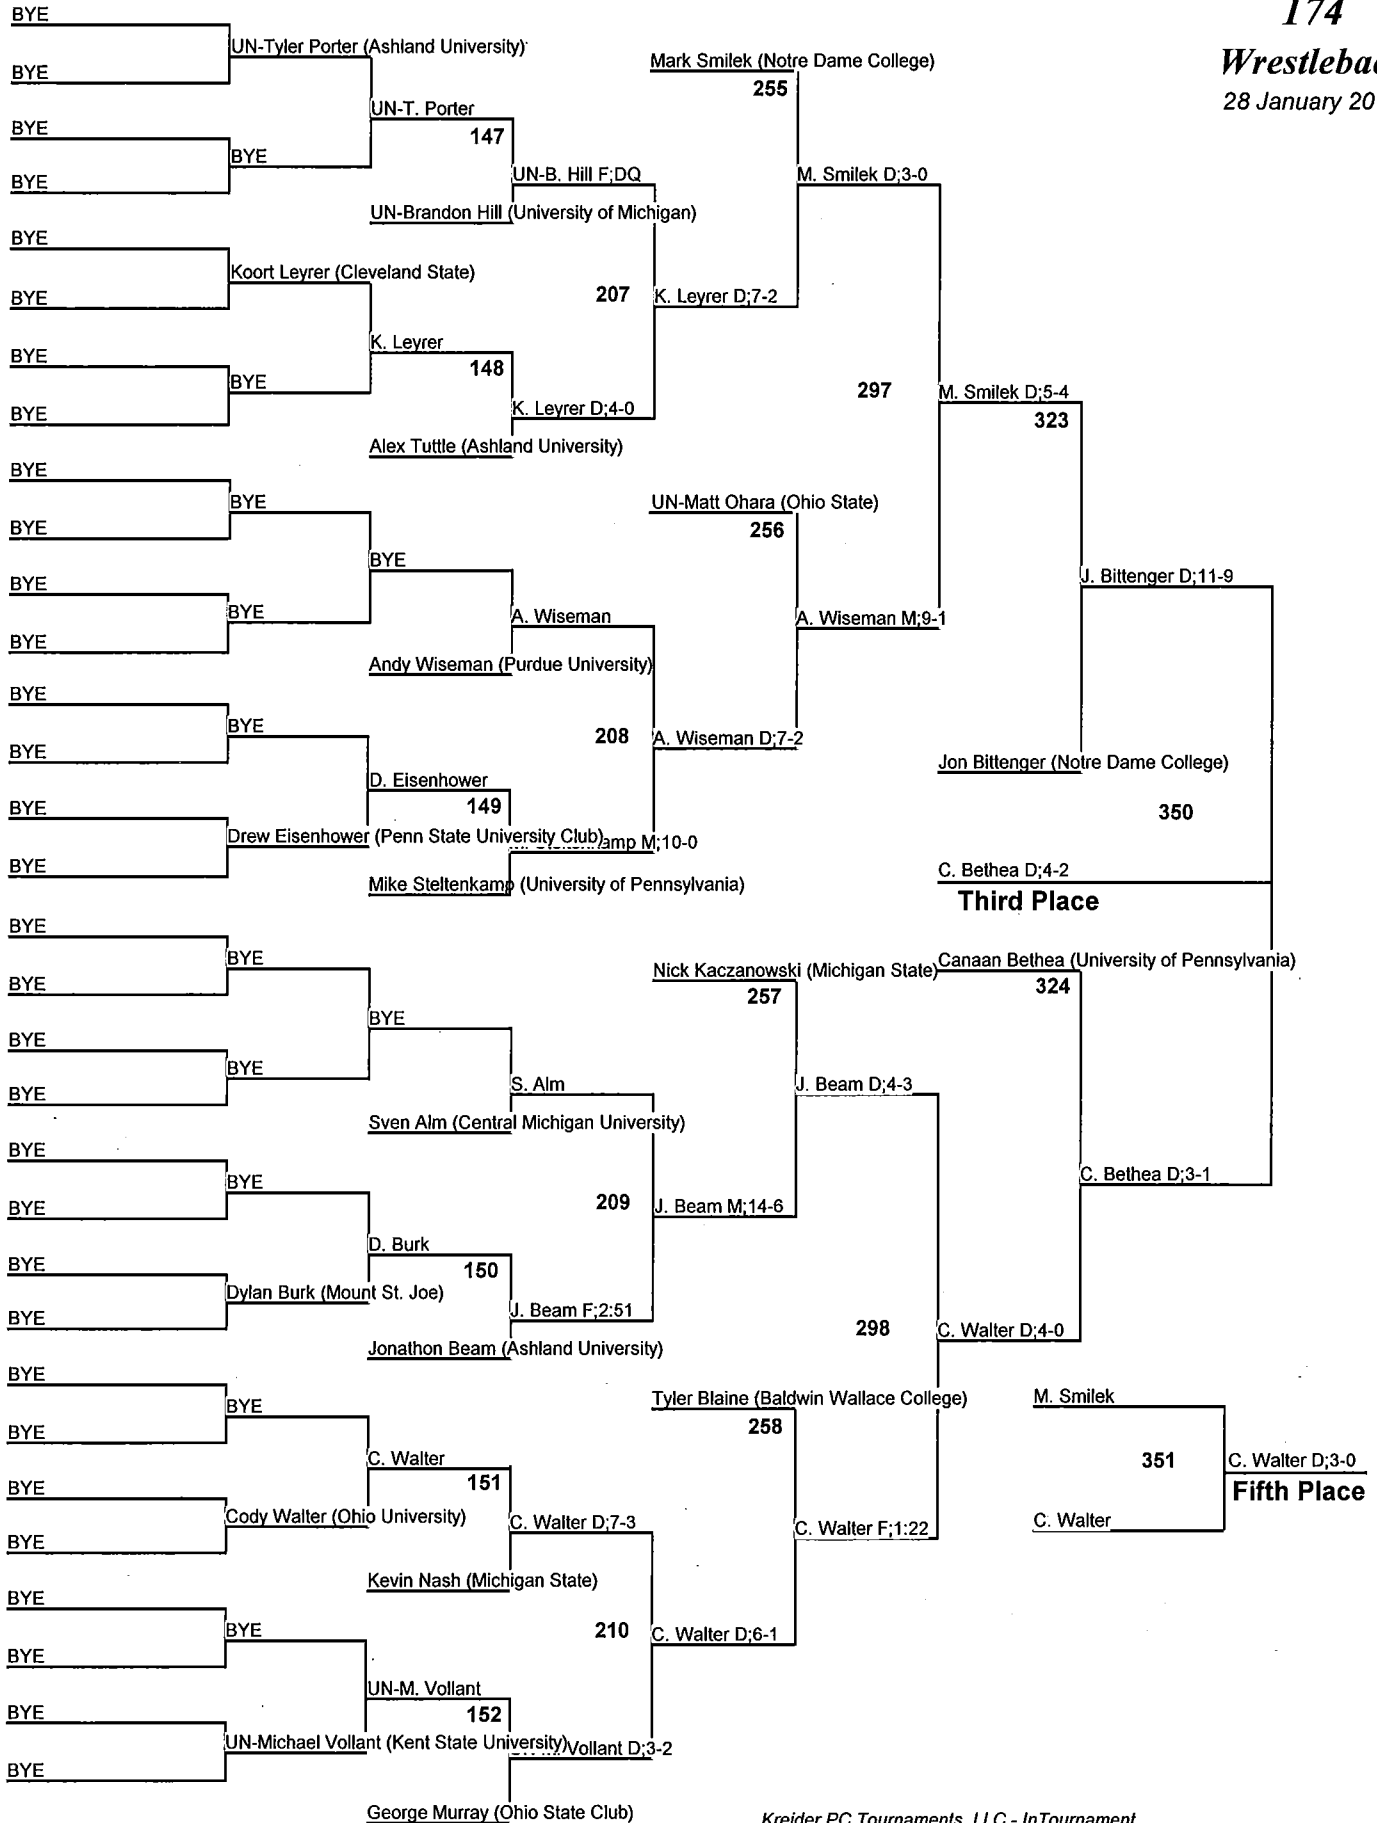 174
Wrestleba
28 January 20
BYE
BYE
UN-Tyler Porter (Ashland University)
BYE
BYE
BYE
UN-T. Porter
147
UN-Brandon Hill (University of Michigan)
UN-B. Hill F;DQ
BYE
BYE
Koort Leyrer (Cleveland State)
BYE
BYE
BYE
K. Leyrer
148
Alex Tuttle (Ashland University)
K. Leyrer D;4-0
207
K. Leyrer D;7-2
Mark Smilek (Notre Dame College)
255
M. Smilek D;3-0
BYE
BYE
BYE
BYE
BYE
BYE
BYE
Andy Wiseman (Purdue University)
A. Wiseman
BYE
BYE
BYE
BYE
BYE
Drew Eisenhower (Penn State University Club)
D. Eisenhower
149
Mike Steltenkamp (University of Pennsylvania)
amp M;10-0
208
A. Wiseman D;7-2
UN-Matt Ohara (Ohio State)
256
A. Wiseman M;9-1
297
M. Smilek D;5-4
323
Jon Bittenger (Notre Dame College)
J. Bittenger D;11-9
350
C. Bethea D;4-2
Third Place
BYE
BYE
BYE
BYE
BYE
BYE
BYE
Sven Alm (Central Michigan University)
S. Alm
BYE
BYE
BYE
BYE
BYE
Dylan Burk (Mount St. Joe)
D. Burk
150
Jonathon Beam (Ashland University)
J. Beam F;2:51
209
J. Beam M;14-6
Nick Kaczanowski (Michigan State)
257
J. Beam D;4-3
BYE
BYE
BYE
BYE
BYE
Cody Walter (Ohio University)
C. Walter
151
Kevin Nash (Michigan State)
C. Walter D;7-3
BYE
BYE
BYE
BYE
BYE
UN-Michael Vollant (Kent State University)
UN-M. Vollant
152
George Murray (Ohio State Club)
Vollant D;3-2
210
C. Walter D;6-1
Tyler Blaine (Baldwin Wallace College)
258
C. Walter F;1:22
298
C. Walter D;4-0
Canaan Bethea (University of Pennsylvania)
324
C. Bethea D;3-1
M. Smilek
351
C. Walter
C. Walter D;3-0
Fifth Place
Kreider PC Tournaments, LLC - InTournament